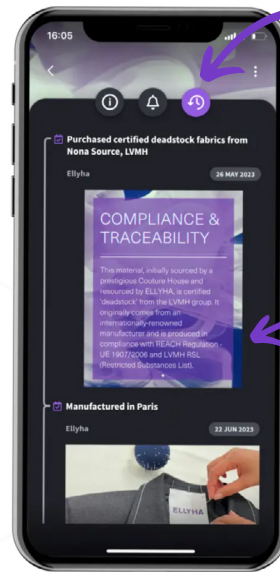 16:05
Purchased certified deadstock fabrics from
Nona Source, LVMH
Ellyha
26 MAY 2023
COMPLIANCE &
TRACEABILITY
This material, initially sourced by a
prestigious Couture House and
resourced by ELLYHA, is certified
'deadstock' from the LVMH group. It
originally comes from an
internationally-renowned
manufacturer and is produced in
compliance with REACH Regulation -
UE 1907/2006 and LVMH RSL
(Restricted Substances List).
Manufactured in Paris
Ellyha
22 JUN 2023
ELLYHA